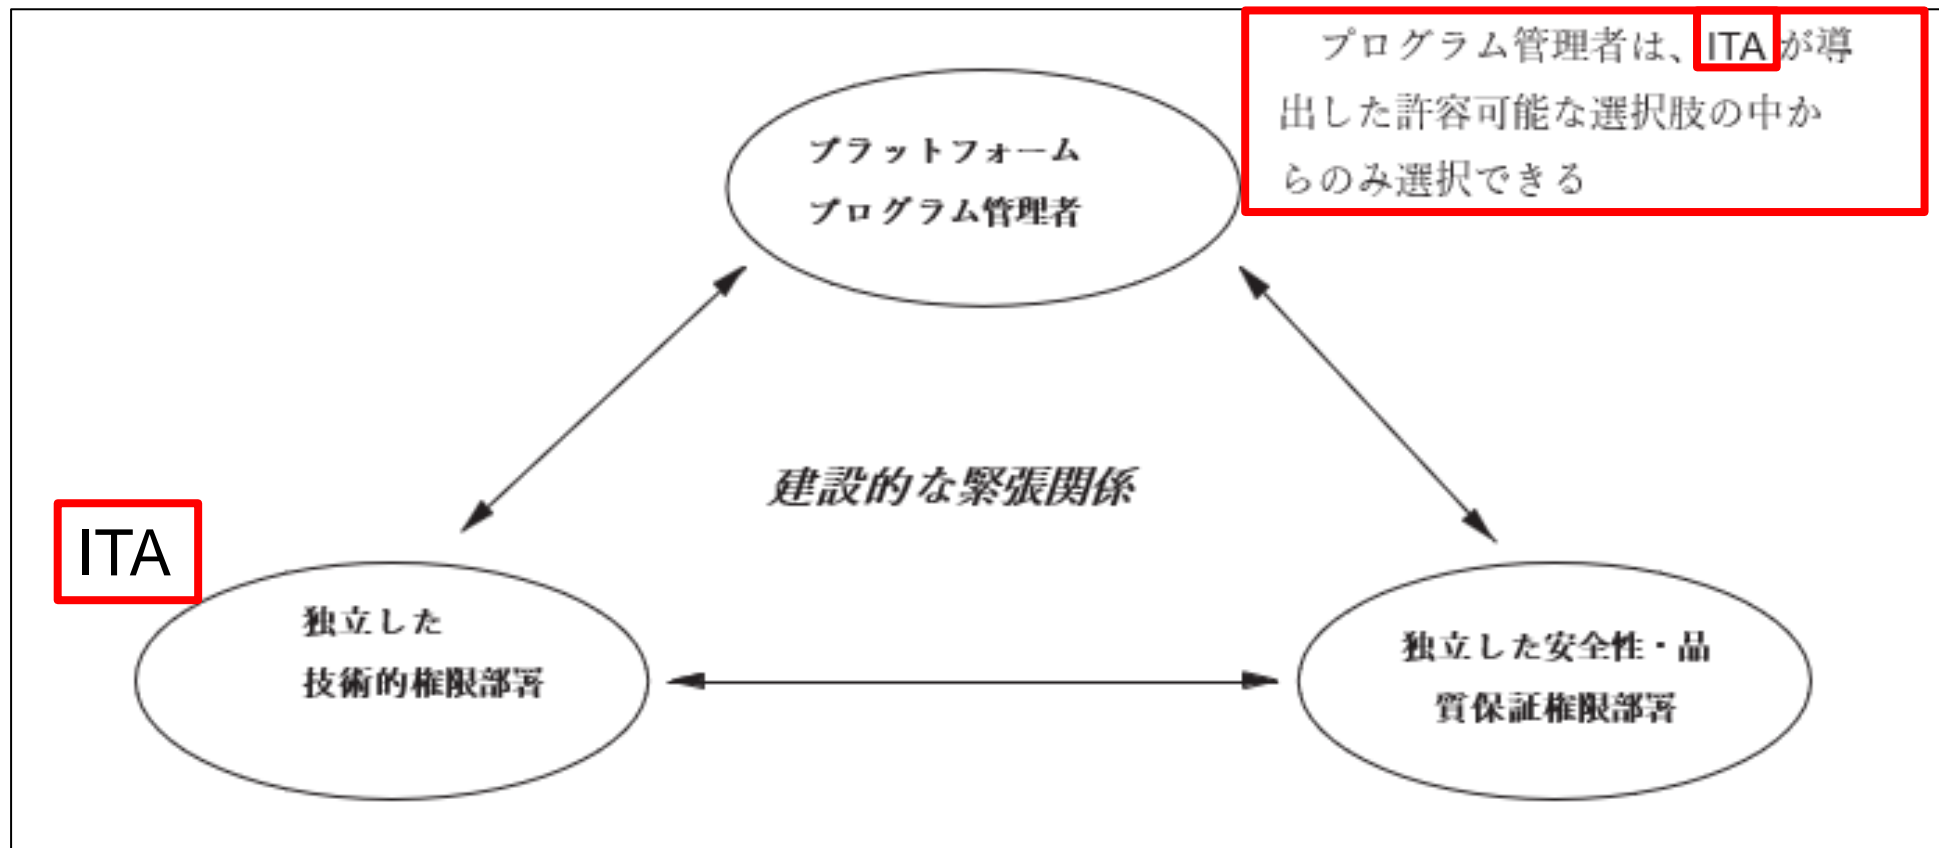 プログラム管理者は、ITAが導
出した許容可能な選択肢の中か
らのみ選択できる
プラットフォーム
プログラム管理者
建設的な緊張関係
ITA
独立した
技術的権限部署
独立した安全性・品
質保証権限部署